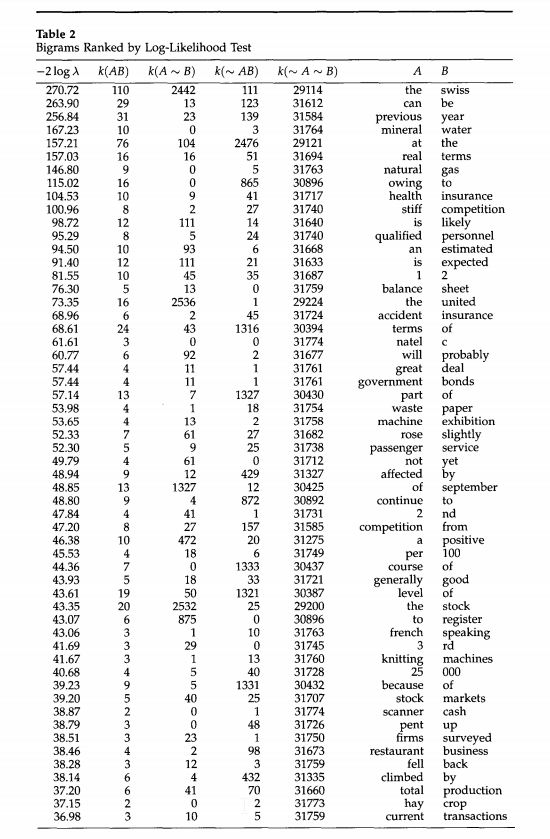 Table 2
Bigrams Ranked by Log-Likelihood Test
−2 log λ k(AB) k(A ∼ B) k(∼ AB) k(∼ A ∼ B) A B
270.72 110 2442 111 29114 the swiss
263.90 29 13 123 31612 can be
256.84 31 23 139 31584 previous year
167.23 10 0 3 31764 mineral water
157.21 76 104 2476 29121 at the
157.03 16 16 51 31694 real terms
146.80 9 0 5 31763 natural gas
115.02 16 0 865 30896 owing to
104.53 10 9 41 31717 health insurance
100.96 8 2 27 31740 stiff competition
98.72 12 111 14 31640 is likely
95.29 8 5 24 31740 qualified personnel
94.50 10 93 6 31668 an estimated
91.40 12 111 21 31633 is expected
81.55 10 45 35 31687 1 2
76.30 5 13 0 31759 balance sheet
73.35 16 2536 1 29224 the united
68.96 6 2 45 31724 accident insurance
68.61 24 43 1316 30394 terms of
61.61 3 0 0 31774 natel c
60.77 6 92 2 31677 will probably
57.44 4 11 1 31761 great deal
57.44 4 11 1 31761 government bonds
57.14 13 7 1327 30430 part of
53.98 4 1 18 31754 waste paper
53.65 4 13 2 31758 machine exhibition
52.33 7 61 27 31682 rose slightly
52.30 5 9 25 31738 passenger service
49.79 4 61 0 31712 not yet
48.94 9 12 429 31327 affected by
48.85 13 1327 12 30425 of september
48.80 9 4 872 30892 continue to
47.84 4 41 1 31731 2 nd
47.20 8 27 157 31585 competition from
46.38 10 472 20 31275 a positive
45.53 4 18 6 31749 per 100
44.36 7 0 1333 30437 course of
43.93 5 18 33 31721 generally good
43.61 19 50 1321 30387 level of
43.35 20 2532 25 29200 the stock
43.07 6 875 0 30896 to register
43.06 3 1 10 31763 french speaking
41.69 3 29 0 31745 3 rd
41.67 3 1 13 31760 knitting machines
40.68 4 5 40 31728 25 000
39.23 9 5 1331 30432 because of
39.20 5 40 25 31707 stock markets
38.87 2 0 1 31774 scanner cash
38.79 3 0 48 31726 pent up
38.51 3 23 1 31750 firms surveyed
38.46 4 2 98 31673 restaurant business
38.28 3 12 3 31759 fell back
38.14 6 4 432 31335 climbed by
37.20 6 41 70 31660 total production
37.15 2 0 2 31773 hay crop
36.98 3 10 5 31759 current transactions